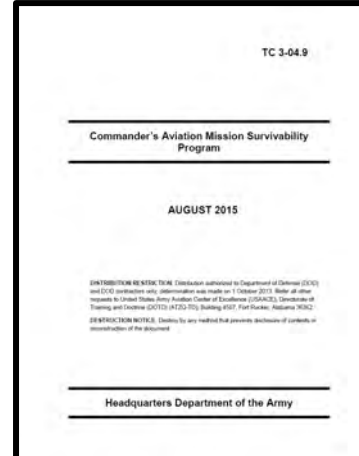 TC 3-04.9
Commander's Aviation Mission Survivability
Program
AUGUST 2015
DISTRIBUTION RESTRICTION: Distribution authorized to Department of Defense (DOD)
and DOD contractors only; determination was made on 1 October 2013. Refer all other
requests to United States Army Aviation Center of Excellence (USAACE), Directorate of
Training and Doctrine (DOTD) (ATZQ-TD), Building 4507, Fort Rucker, Alabama 36362
DESTRUCTION NOTICE: Destroy by any method that prevents disclosure of contents or
reconstruction of the document.
Headquarters Department of the Army